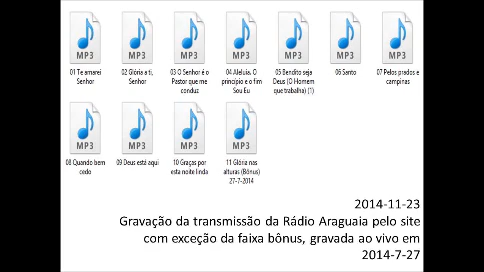 MP3 MP3 MP3 MP3 MP3 MP3 MP3
01 Te amarei Senhor
02 Glória a ti, Senhor
03 O Senhor é o Pastor que me conduz
04 Aleluia. O princípio e o fim Sou Eu
05 Bendito seja Deus (O Homem que trabalha) (1)
06 Santo
07 Pelos prados e campinas
MP3 MP3 MP3 MP3
08 Quando bem cedo
09 Deus está aqui
10 Graças por esta noite linda
11 Glória nas alturas (Bônus) 27-7-2014
2014-11-23
Gravação da transmissão da Rádio Araguaia pelo site
com exceção da faixa bônus, gravada ao vivo em
2014-7-27